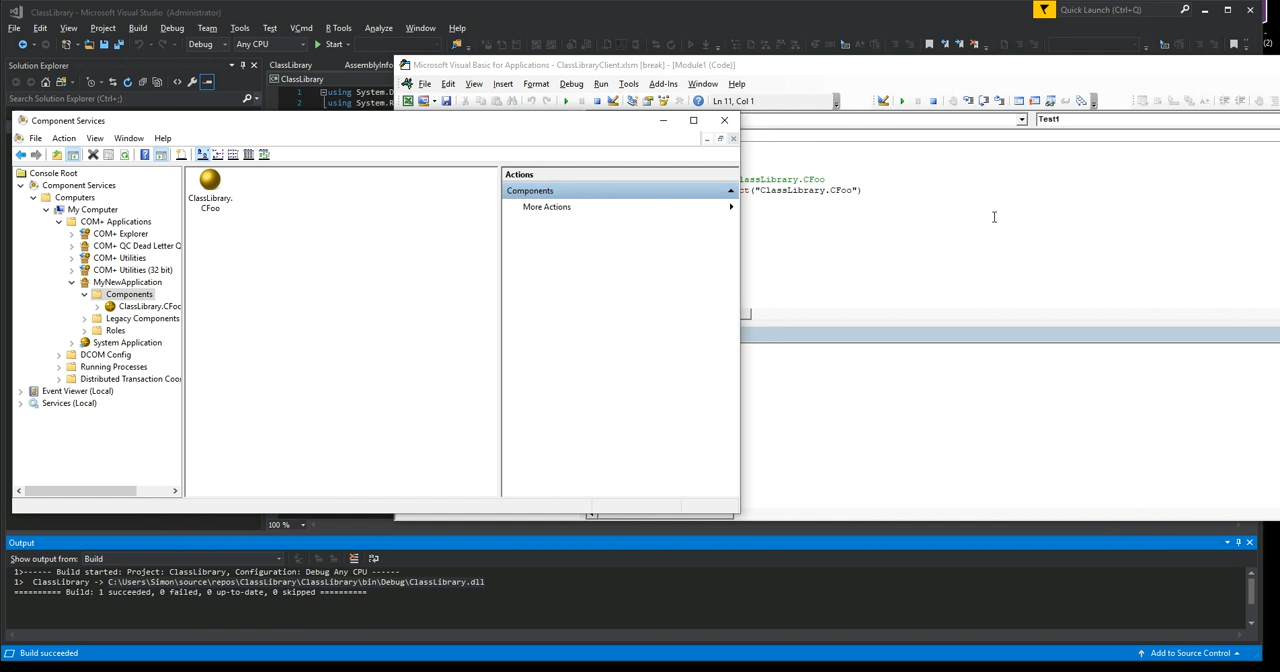 ClassLibrary - Microsoft Visual Studio (Administrator)
Quick Launch (Ctrl+Q)
File Edit View Project Build Debug Team Tools Test VCmd R Tools Analyze Window Help
Debug Any CPU Start
Solution Explorer
Search Solution Explorer (Ctrl+;)
ClassLibrary AssemblyInfo
ClassLibrary
using System.D
using System.R
Microsoft Visual Basic for Applications - ClassLibraryClient.xlsm [break] - [Module1 (Code)]
File Edit View Insert Format Debug Run Tools Add-Ins Window Help
Ln 11, Col 1
Test1
lassLibrary.CFoo
ct("ClassLibrary.CFoo")
Component Services
File Action View Window Help
Console Root
Component Services
Computers
My Computer
COM+ Applications
COM+ Explorer
COM+ QC Dead Letter Q
COM+ Utilities
COM+ Utilities (32 bit)
MyNewApplication
Components
ClassLibrary.CFoo
Legacy Components
Roles
System Application
DCOM Config
Running Processes
Distributed Transaction Coo
Event Viewer (Local)
Services (Local)
ClassLibrary.
CFoo
Actions
Components
More Actions
100 %
Output
Show output from: Build
1>------ Build started: Project: ClassLibrary, Configuration: Debug Any CPU ------
1> ClassLibrary -> C:\Users\Simon\source\repos\ClassLibrary\ClassLibrary\bin\Debug\ClassLibrary.dll
========== Build: 1 succeeded, 0 failed, 0 up-to-date, 0 skipped ==========
Build succeeded
Add to Source Control